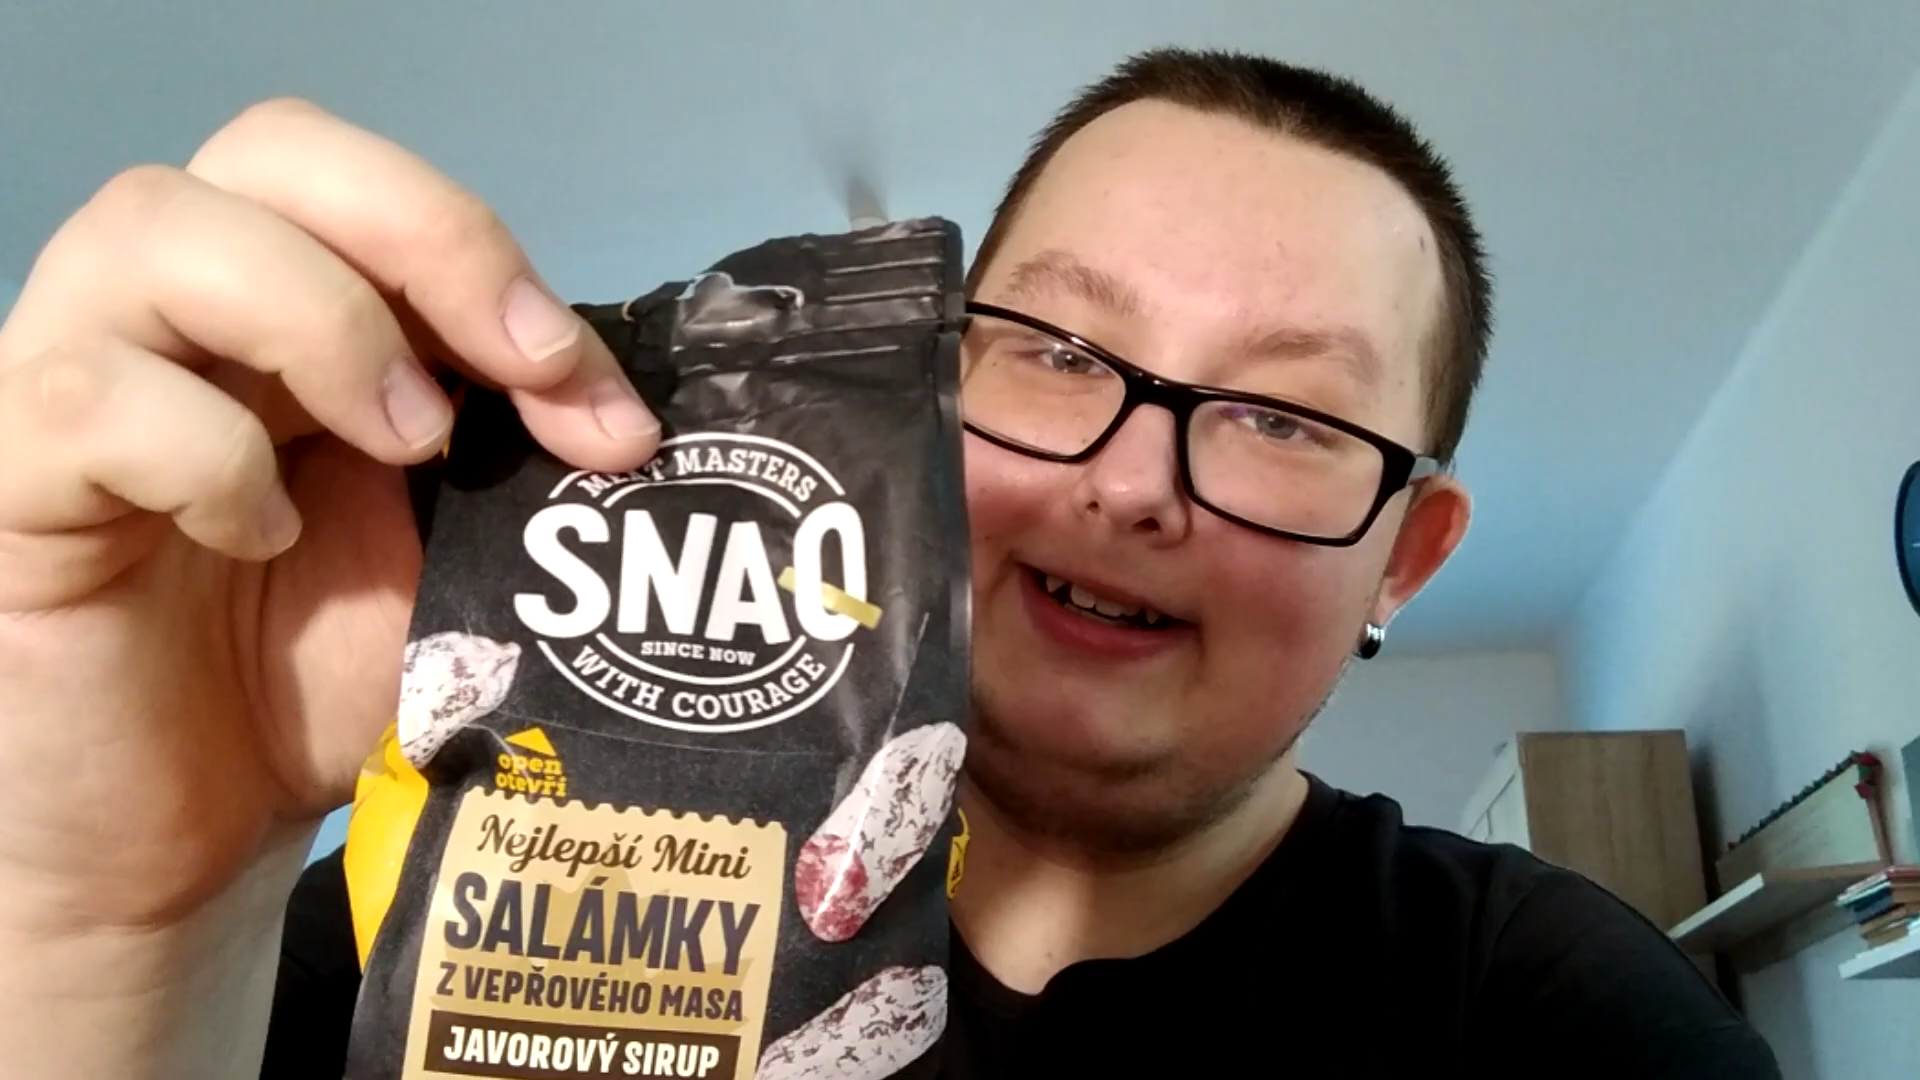 MEAT MASTERS
SNAQ
SINCE NOW
WITH COURAGE
open
otevři
Nejlepší Mini
SALÁMKY
Z VEPŘOVÉHO MASA
JAVOROVÝ SIRUP